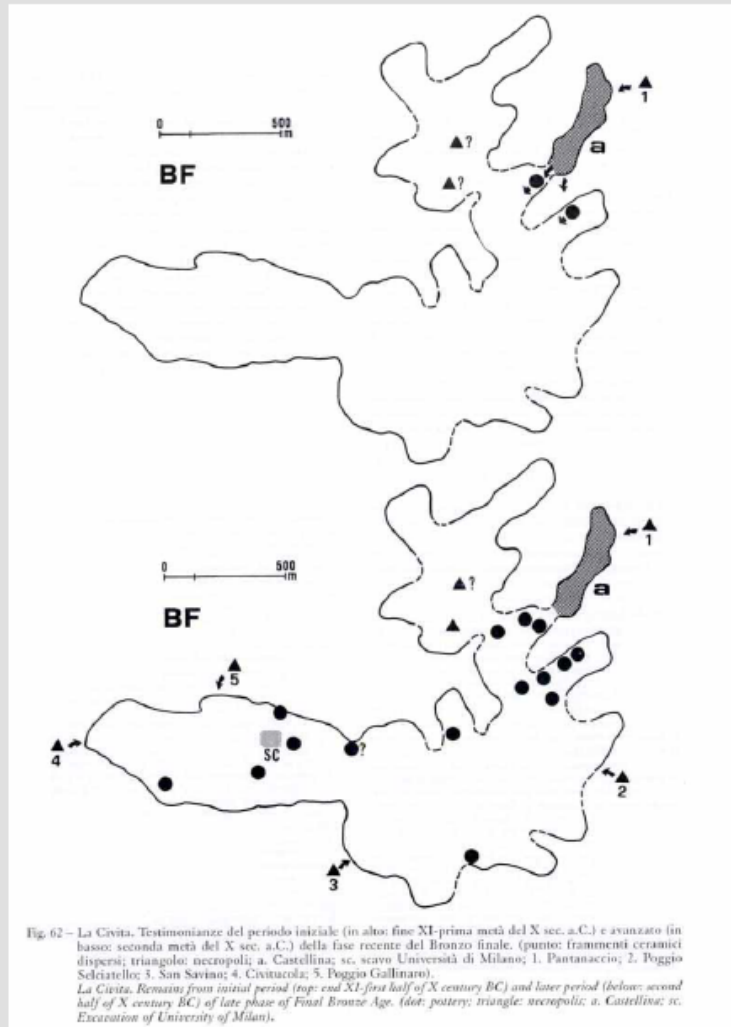 0 500
m
BF
?
?
1
a
0 500
m
BF
?
1
a
5
4
SC
?
2
3
Fig. 62 – La Civita. Testimonianze del periodo iniziale (in alto: fine XI-prima metà del X sec. a.C.) e avanzato (in
basso: seconda metà del X sec. a.C.) della fase recente del Bronzo finale. (punto: frammenti ceramici
dispersi; triangolo: necropoli; a. Castellina; sc. scavo Università di Milano; 1. Pantanaccio; 2. Poggio
Selciatello; 3. San Savino; 4. Civitucola; 5. Poggio Gallinaro).
La Civita. Remains from initial period (top: end XI-first half of X century BC) and later period (below: second
half of X century BC) of late phase of Final Bronze Age. (dot: pottery; triangle: necropolis; a. Castellina; sc.
Excavation of University of Milan).